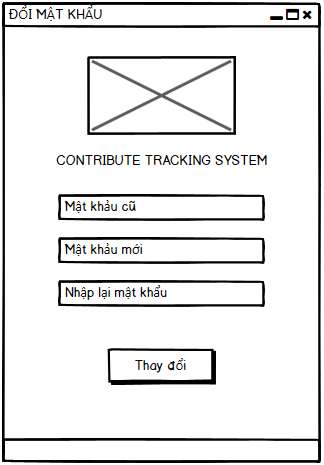 ĐỔI MẬT KHẨU
CONTRIBUTE TRACKING SYSTEM
Mật khẩu cũ
Mật khẩu mới
Nhập lại mật khẩu
Thay đổi